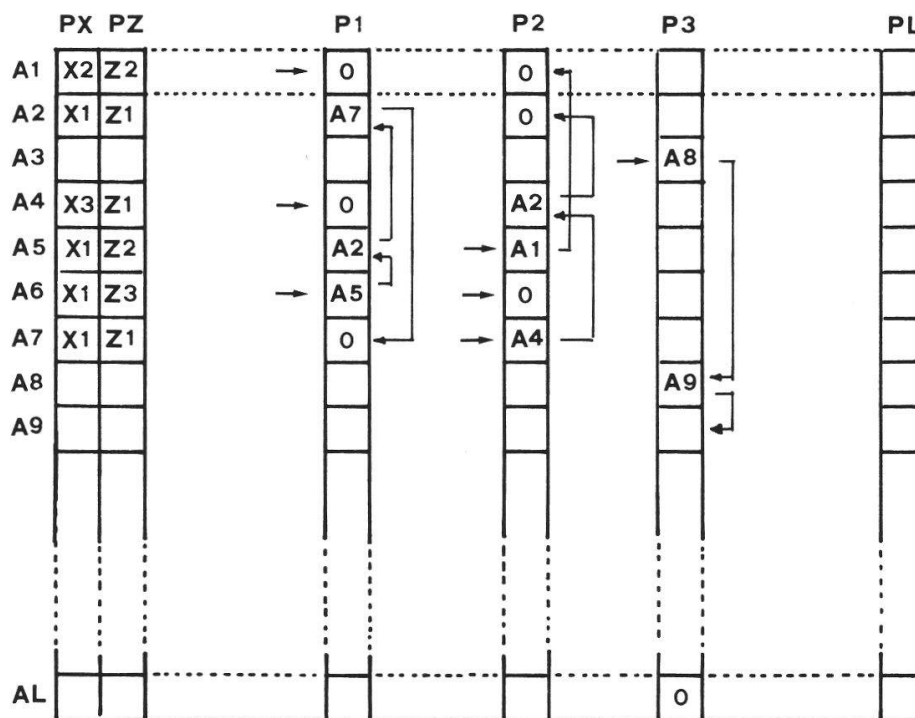 PX PZ P1 P2 P3 PL
A1 X2 Z2 0 0
A2 X1 Z1 A7 0
A3 A8
A4 X3 Z1 0 A2
A5 X1 Z2 A2 A1
A6 X1 Z3 A5 0
A7 X1 Z1 0 A4
A8 A9
A9
AL 0